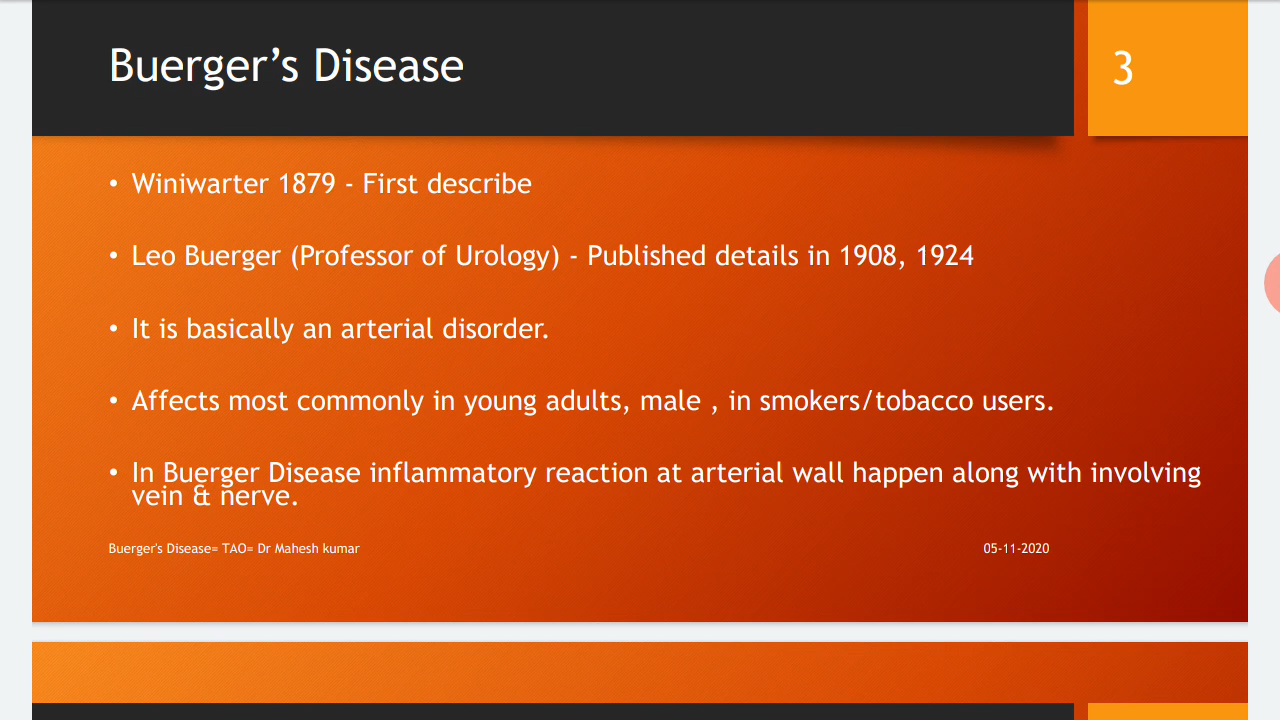 Buerger’s Disease
3
• Winiwarter 1879 - First describe
• Leo Buerger (Professor of Urology) - Published details in 1908, 1924
• It is basically an arterial disorder.
• Affects most commonly in young adults, male , in smokers/tobacco users.
• In Buerger Disease inflammatory reaction at arterial wall happen along with involving
vein & nerve.
Buerger's Disease= TAO= Dr Mahesh kumar
05-11-2020